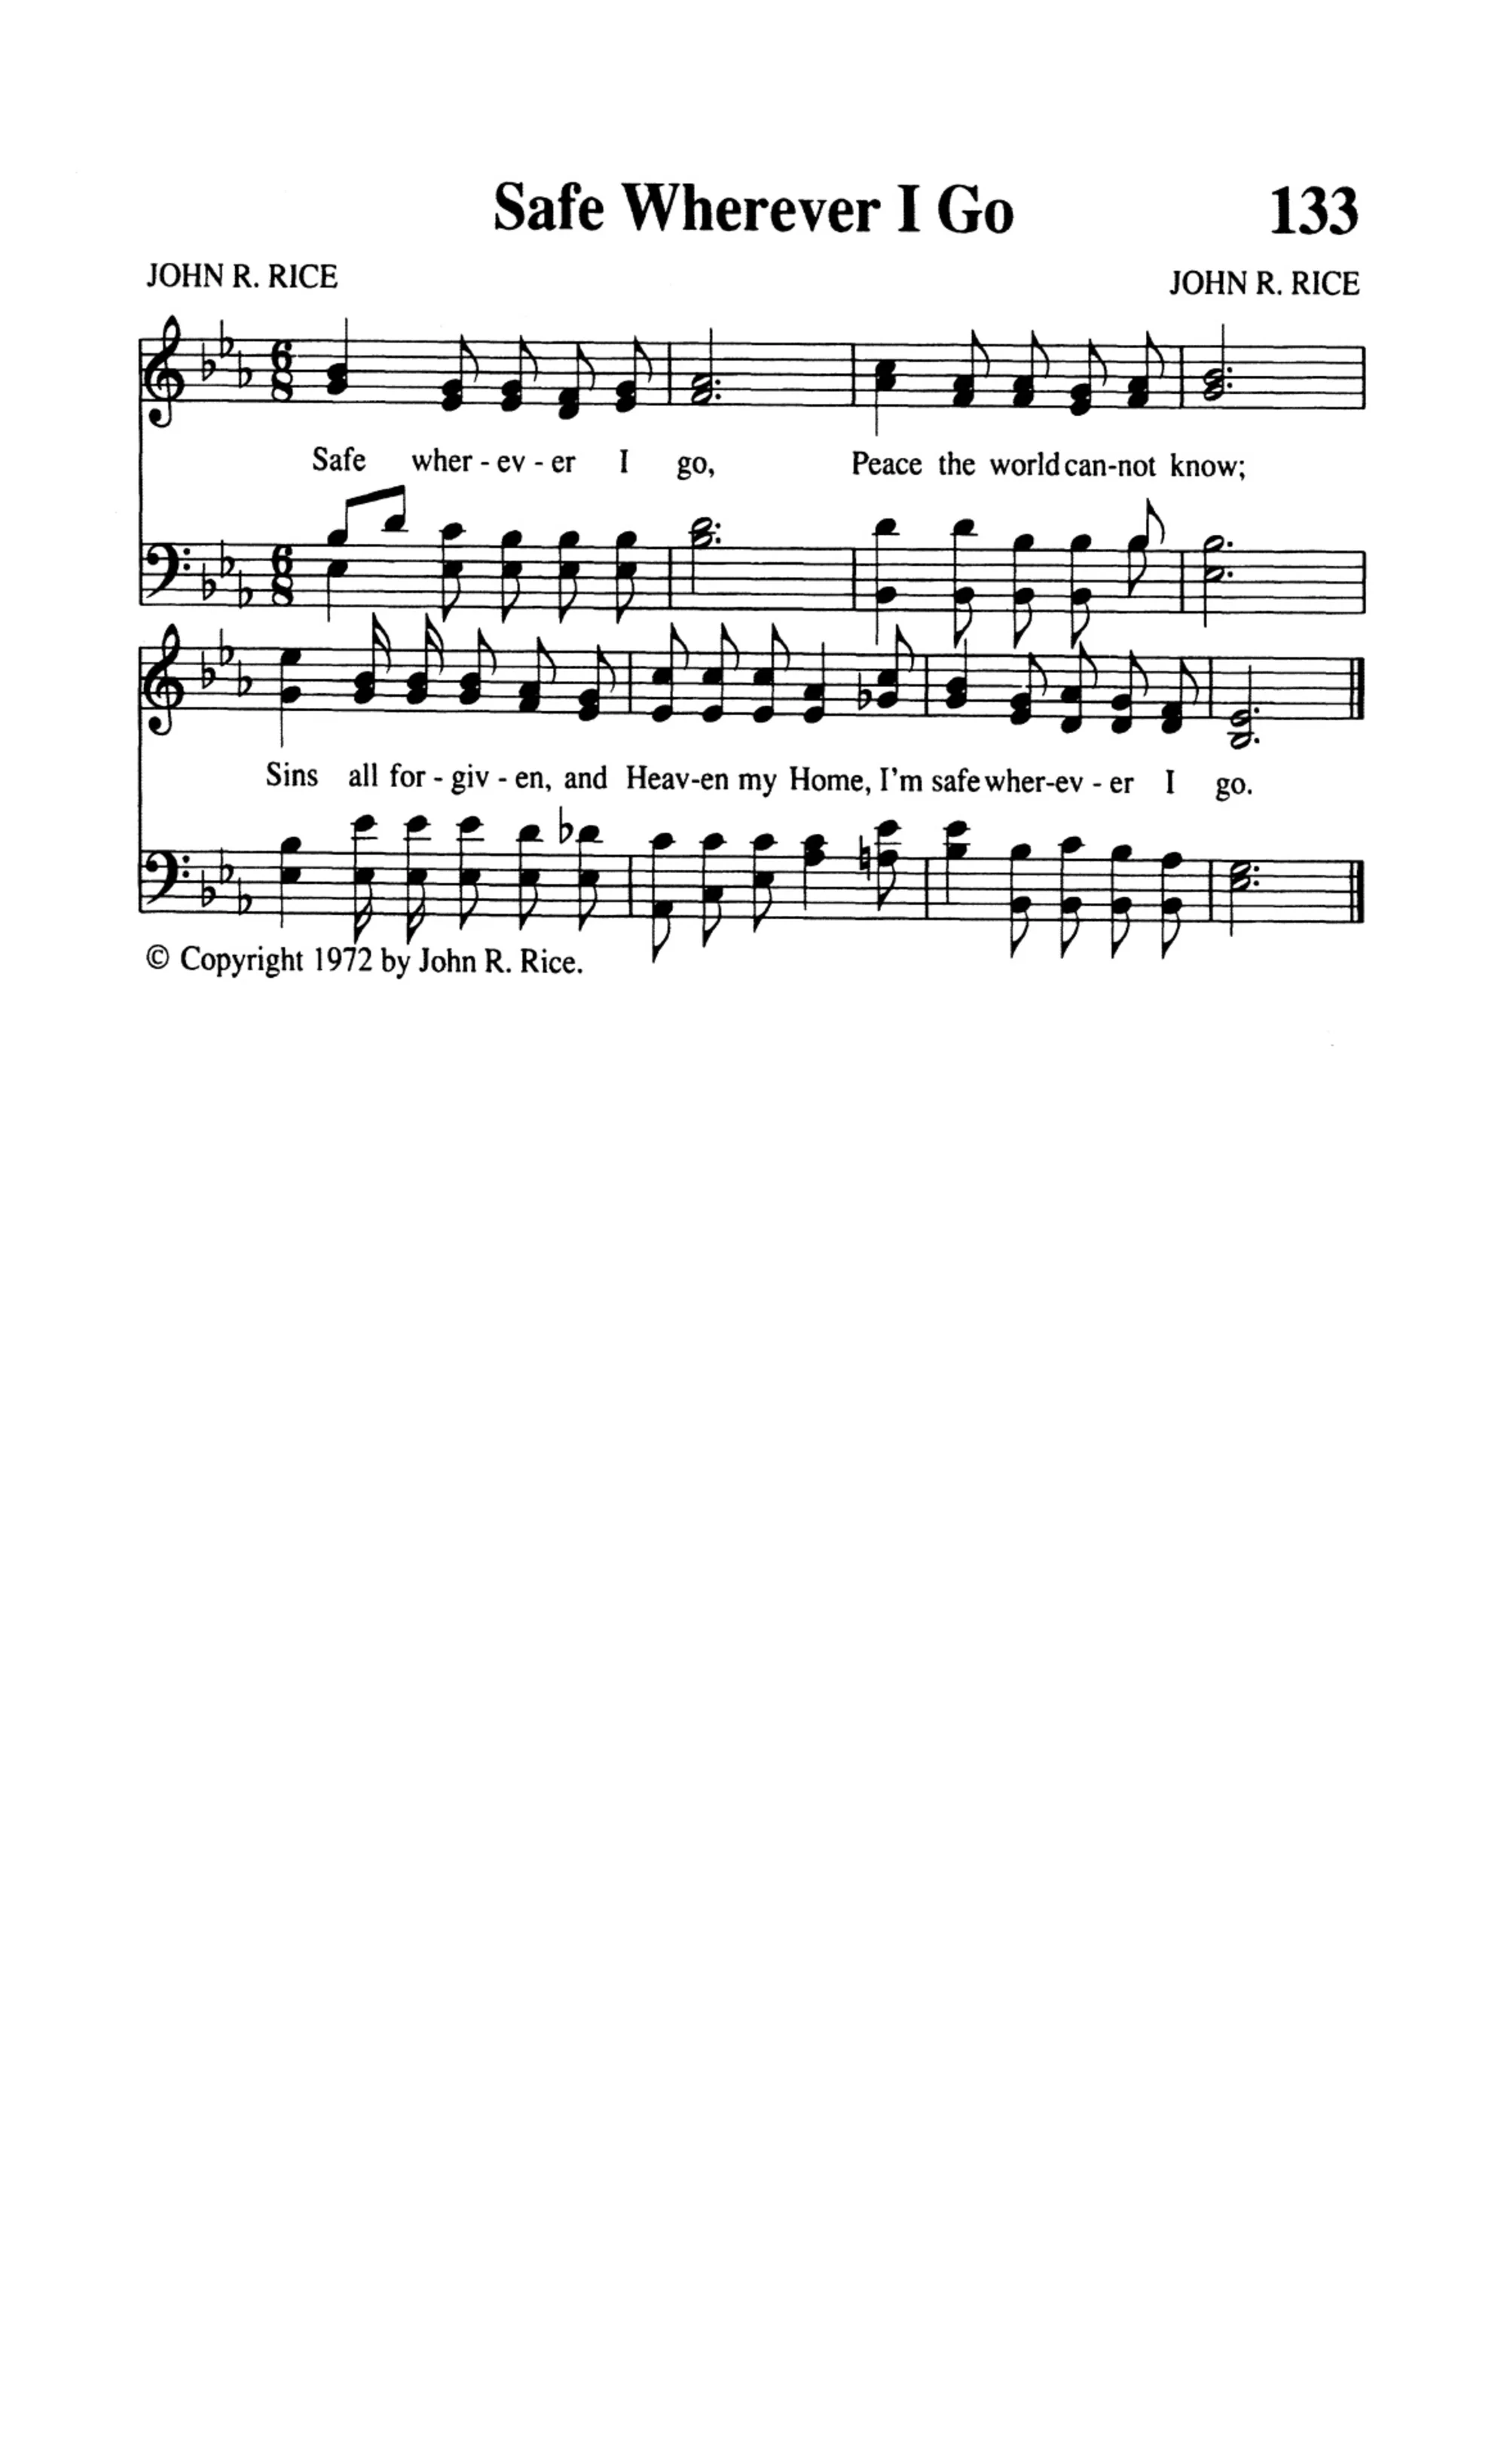 Safe Wherever I Go 133
JOHN R. RICE JOHN R. RICE
6 8
Safe wher - ev - er I go, Peace the world can-not know;
6 8
Sins all for - giv - en, and Heav-en my Home, I'm safe wher-ev - er I go.
© Copyright 1972 by John R. Rice.